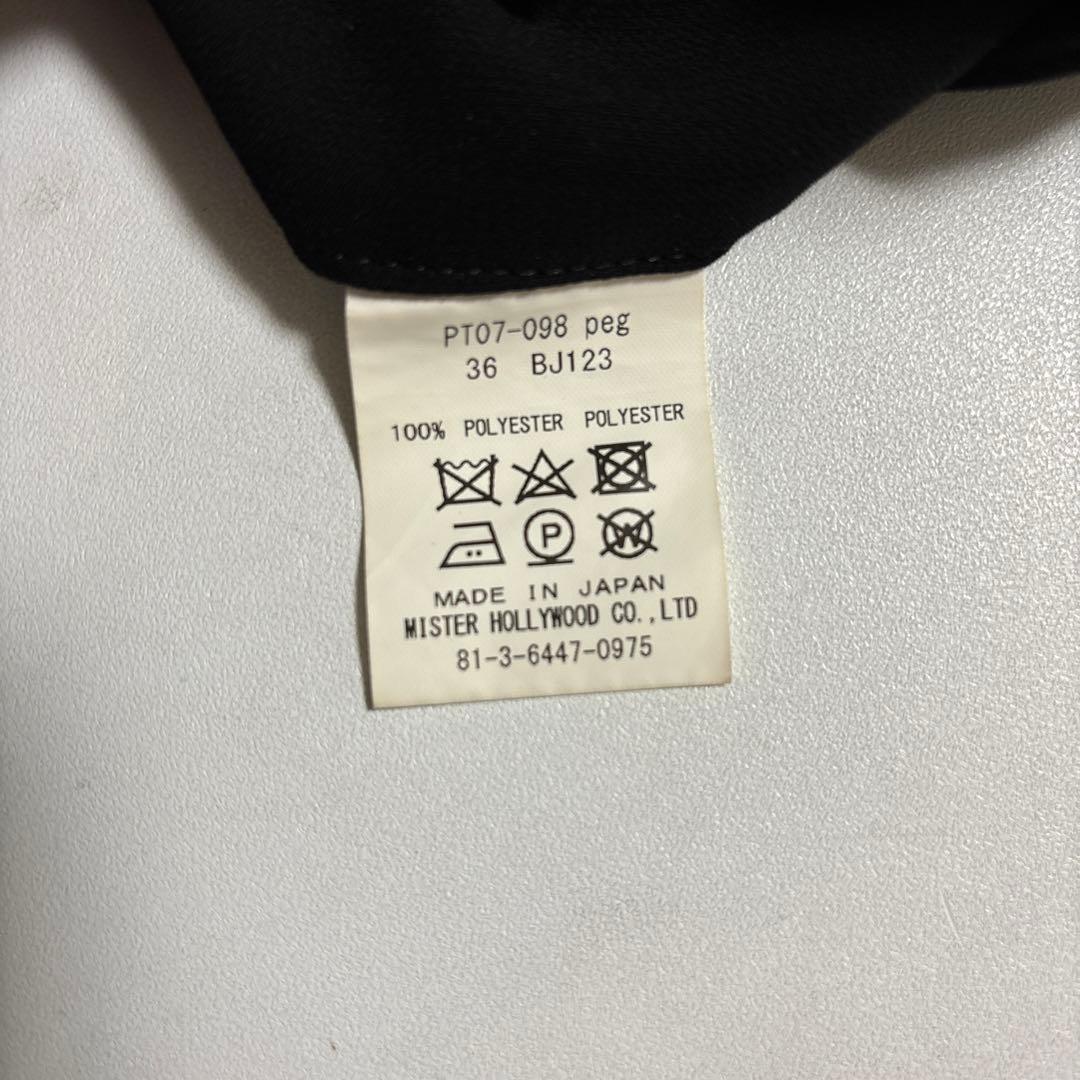 PT07-098 peg
36 BJ123
100% POLYESTER POLYESTER
P W
MADE IN JAPAN
MISTER HOLLYWOOD CO.,LTD
81-3-6447-0975